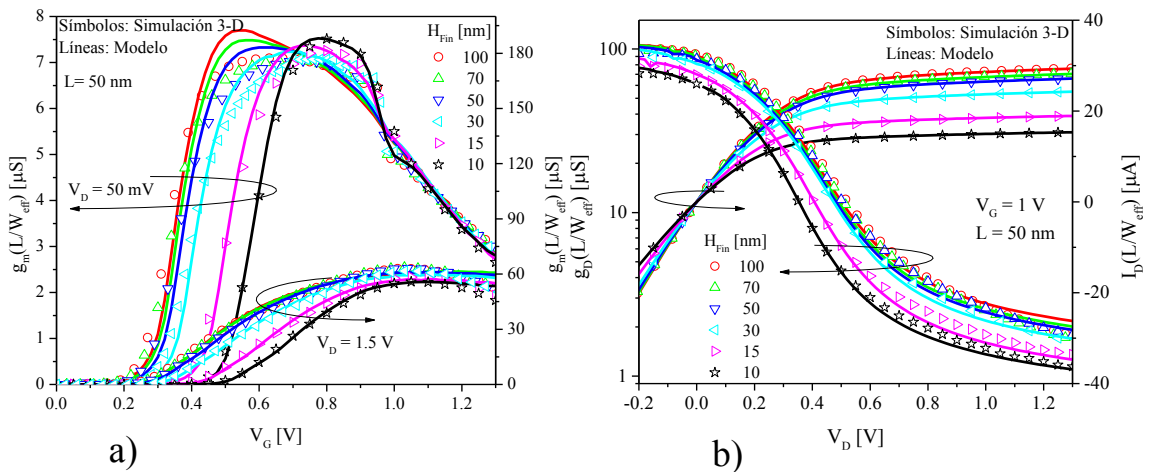 Símbolos: Simulación 3-D
Líneas: Modelo
L= 50 nm
H_Fin [nm]
100
70
50
30
15
10
V_D = 50 mV
V_D = 1.5 V
g_m(L/W_eff) [µS]
8
7
6
5
4
3
2
1
0
0.0 0.2 0.4 0.6 0.8 1.0 1.2
V_G [V]
180
150
120
90
60
30
0
g_m(L/W_eff) [µS]
a)
g_D(L/W_eff) [µS]
100
10
1
Símbolos: Simulación 3-D
Líneas: Modelo
V_G = 1 V
L = 50 nm
H_Fin [nm]
100
70
50
30
15
10
-0.2 0.0 0.2 0.4 0.6 0.8 1.0 1.2
V_D [V]
40
30
20
10
0
-10
-20
-30
-40
I_D(L/W_eff) [µA]
b)